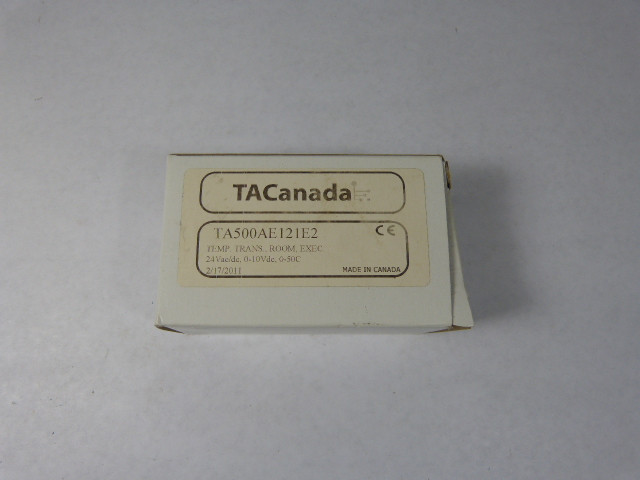 TACanada
TA500AE121E2 CE
TEMP. TRANS., ROOM, EXEC
24Vac/dc, 0-10Vdc, 0-50C
2/17/2011 MADE IN CANADA